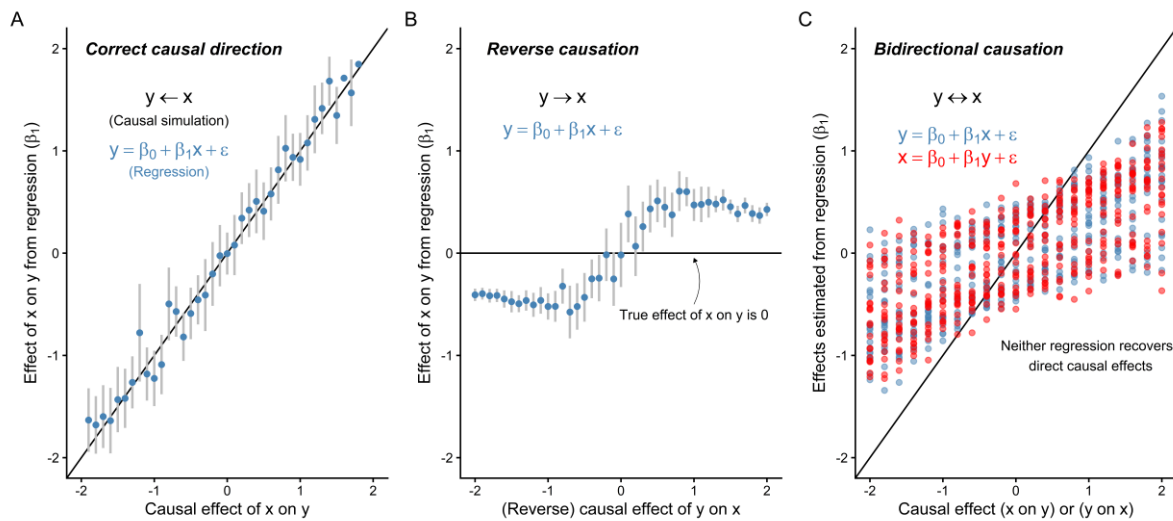 A
Correct causal direction
y ← x
(Causal simulation)
y = β₀ + β₁x + ε
(Regression)
Effect of x on y from regression (β₁)
2
1
0
-1
-2
-2 -1 0 1 2
Causal effect of x on y
B
Reverse causation
y → x
y = β₀ + β₁x + ε
True effect of x on y is 0
Effect of x on y from regression (β₁)
2
1
0
-1
-2
-2 -1 0 1 2
(Reverse) causal effect of y on x
C
Bidirectional causation
y ↔ x
y = β₀ + β₁x + ε
x = β₀ + β₁y + ε
Neither regression recovers
direct causal effects
Effects estimated from regression (β₁)
2
1
0
-1
-2
-2 -1 0 1 2
Causal effect (x on y) or (y on x)